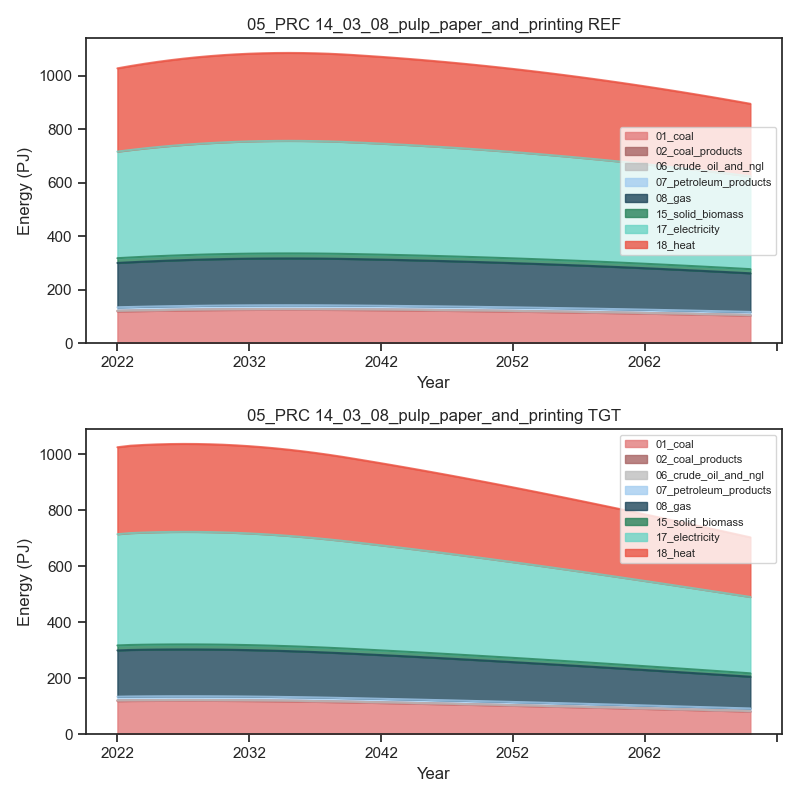 05_PRC 14_03_08_pulp_paper_and_printing REF
Energy (PJ)
1000
800
600
400
200
0
01_coal
02_coal_products
06_crude_oil_and_ngl
07_petroleum_products
08_gas
15_solid_biomass
17_electricity
18_heat
2022 2032 2042 2052 2062
Year
05_PRC 14_03_08_pulp_paper_and_printing TGT
Energy (PJ)
1000
800
600
400
200
0
01_coal
02_coal_products
06_crude_oil_and_ngl
07_petroleum_products
08_gas
15_solid_biomass
17_electricity
18_heat
2022 2032 2042 2052 2062
Year